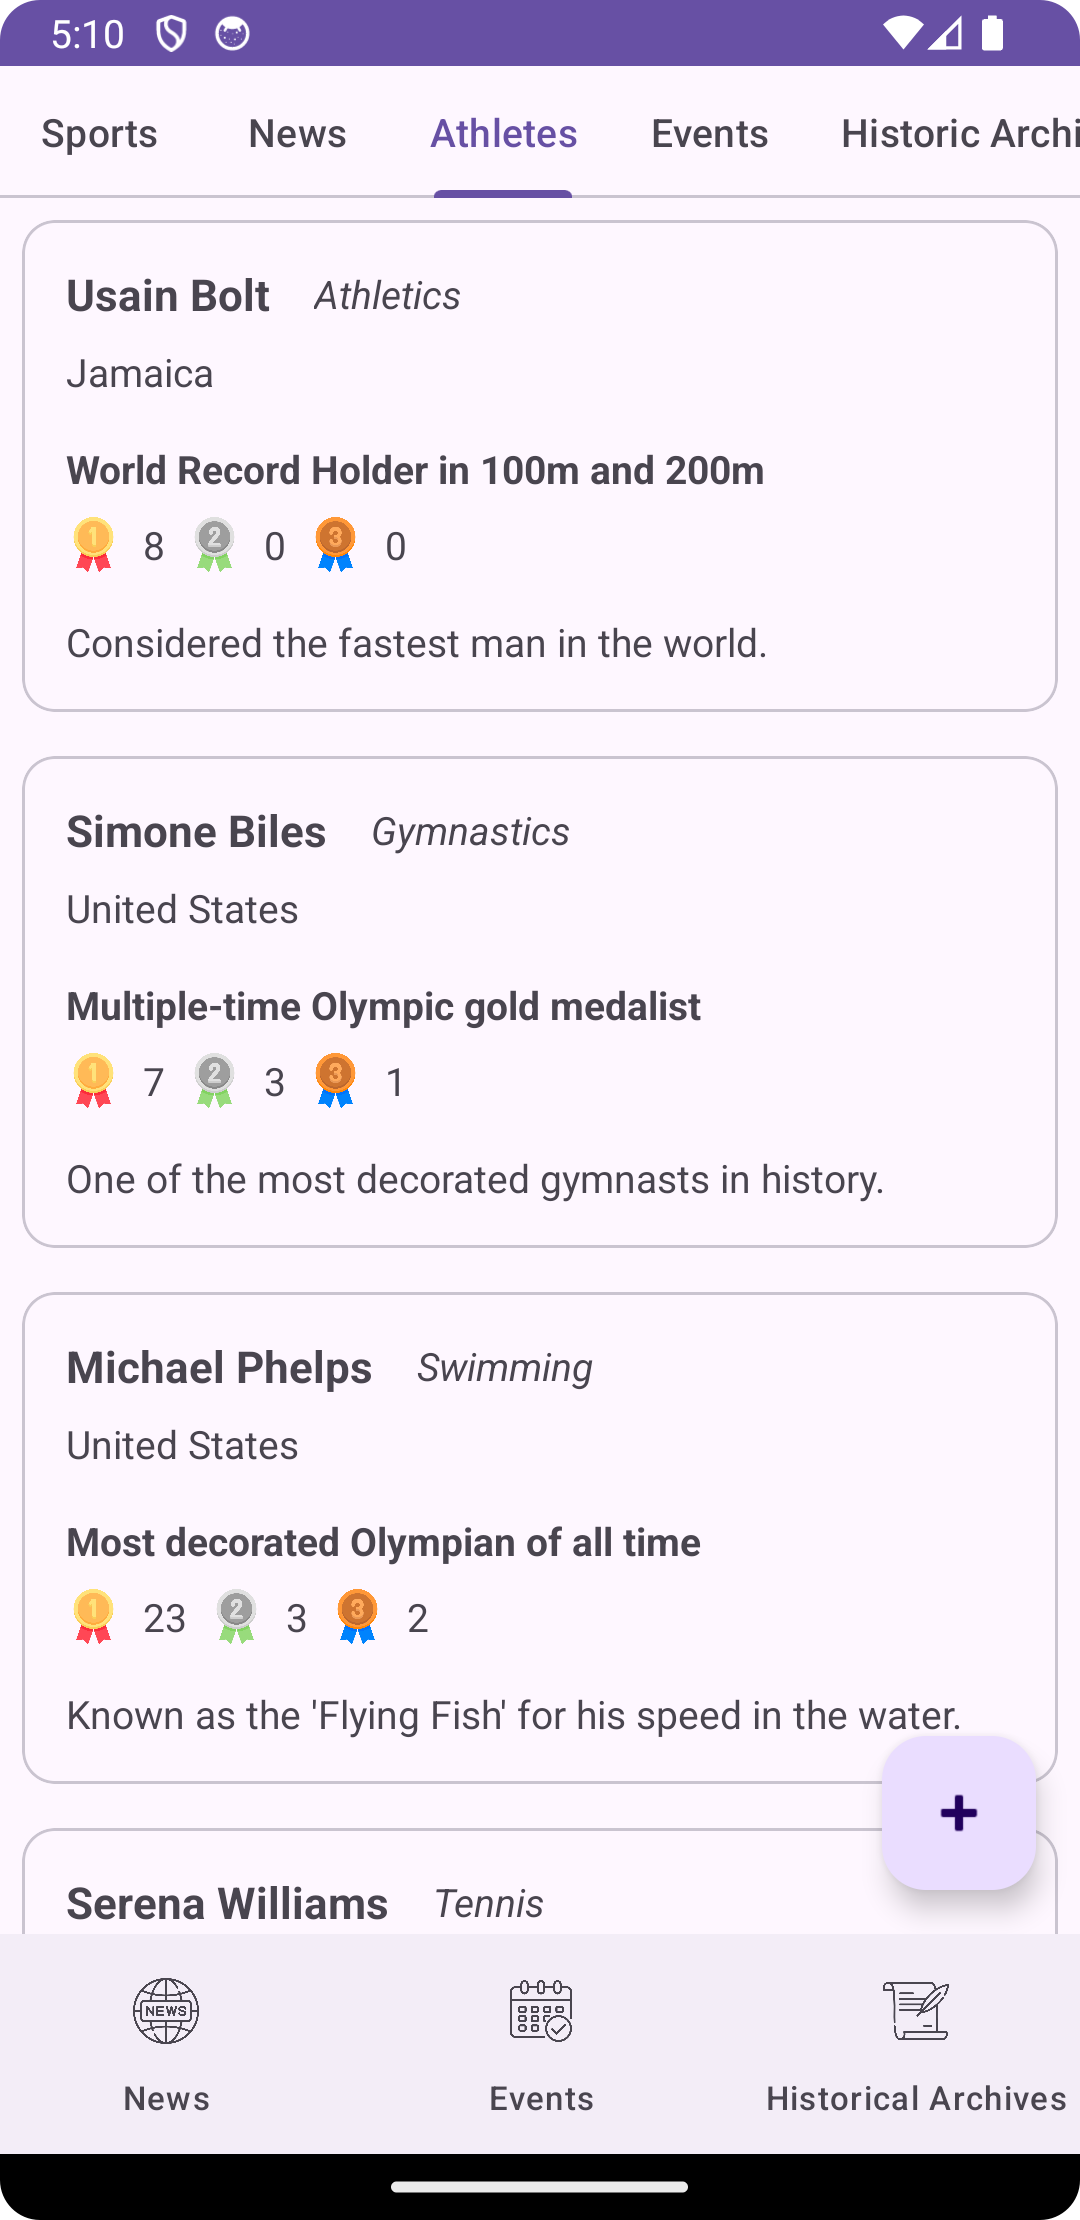 5:10
Sports News Athletes Events Historic Archi
Usain Bolt Athletics
Jamaica
World Record Holder in 100m and 200m
1 8 2 0 3 0
Considered the fastest man in the world.
Simone Biles Gymnastics
United States
Multiple-time Olympic gold medalist
1 7 2 3 3 1
One of the most decorated gymnasts in history.
Michael Phelps Swimming
United States
Most decorated Olympian of all time
1 23 2 3 3 2
Known as the 'Flying Fish' for his speed in the water.
Serena Williams Tennis
NEWS
News Events Historical Archives